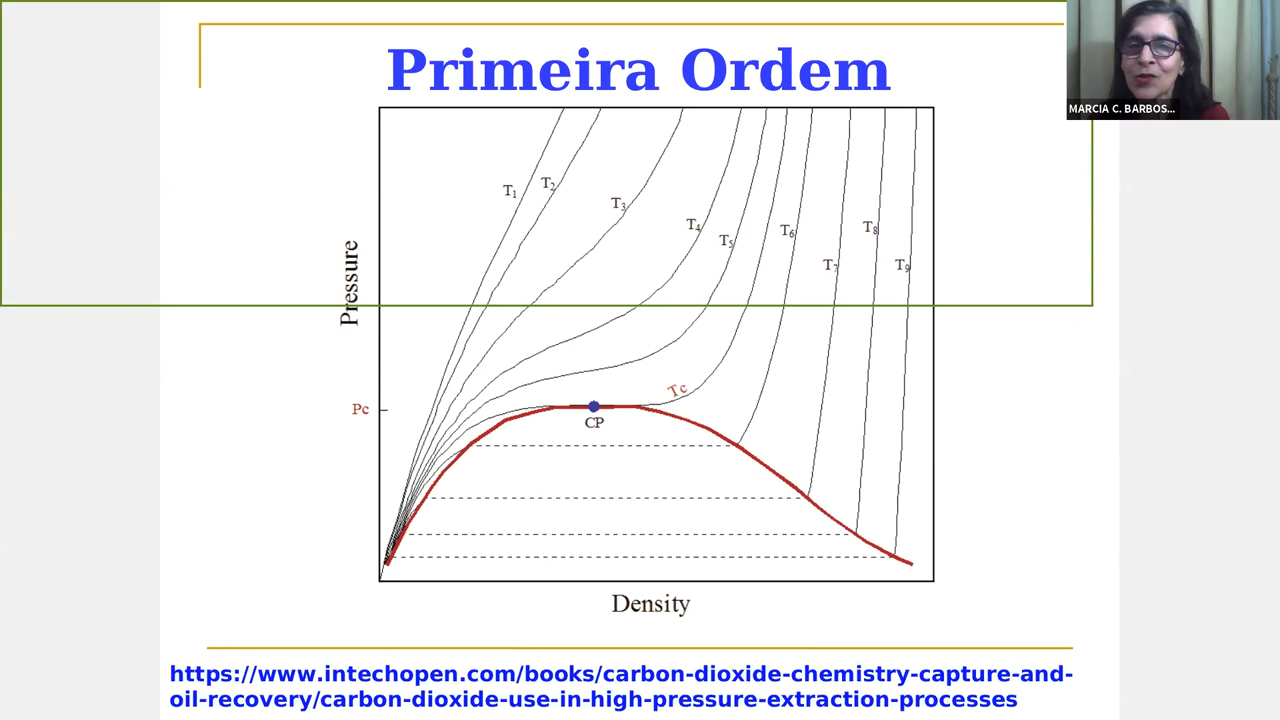 Primeira Ordem
MARCIA C. BARBOS...
T1
T2
T3
T4
T5
T6
T7
T8
T9
Pressure
Tc
Pc
CP
Density
https://www.intechopen.com/books/carbon-dioxide-chemistry-capture-and-
oil-recovery/carbon-dioxide-use-in-high-pressure-extraction-processes